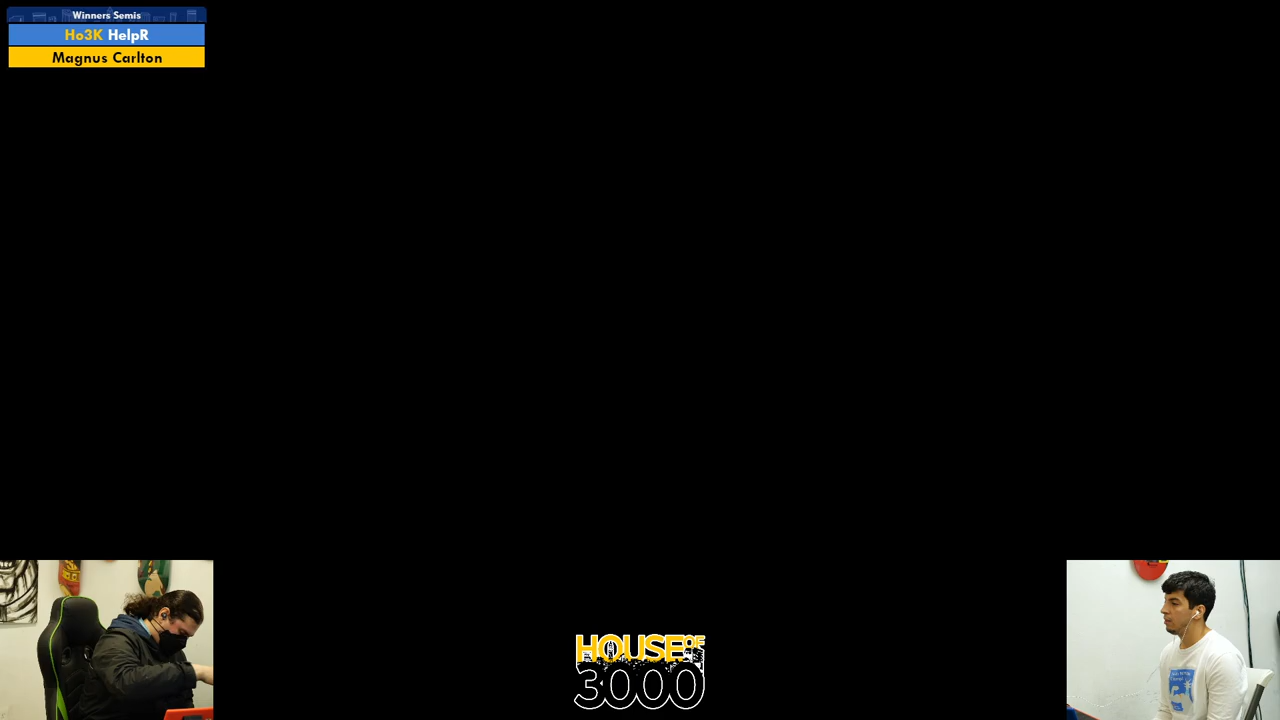 Winners Semis
Ho3K HelpR
Magnus Carlton
HOUSE OF
3000